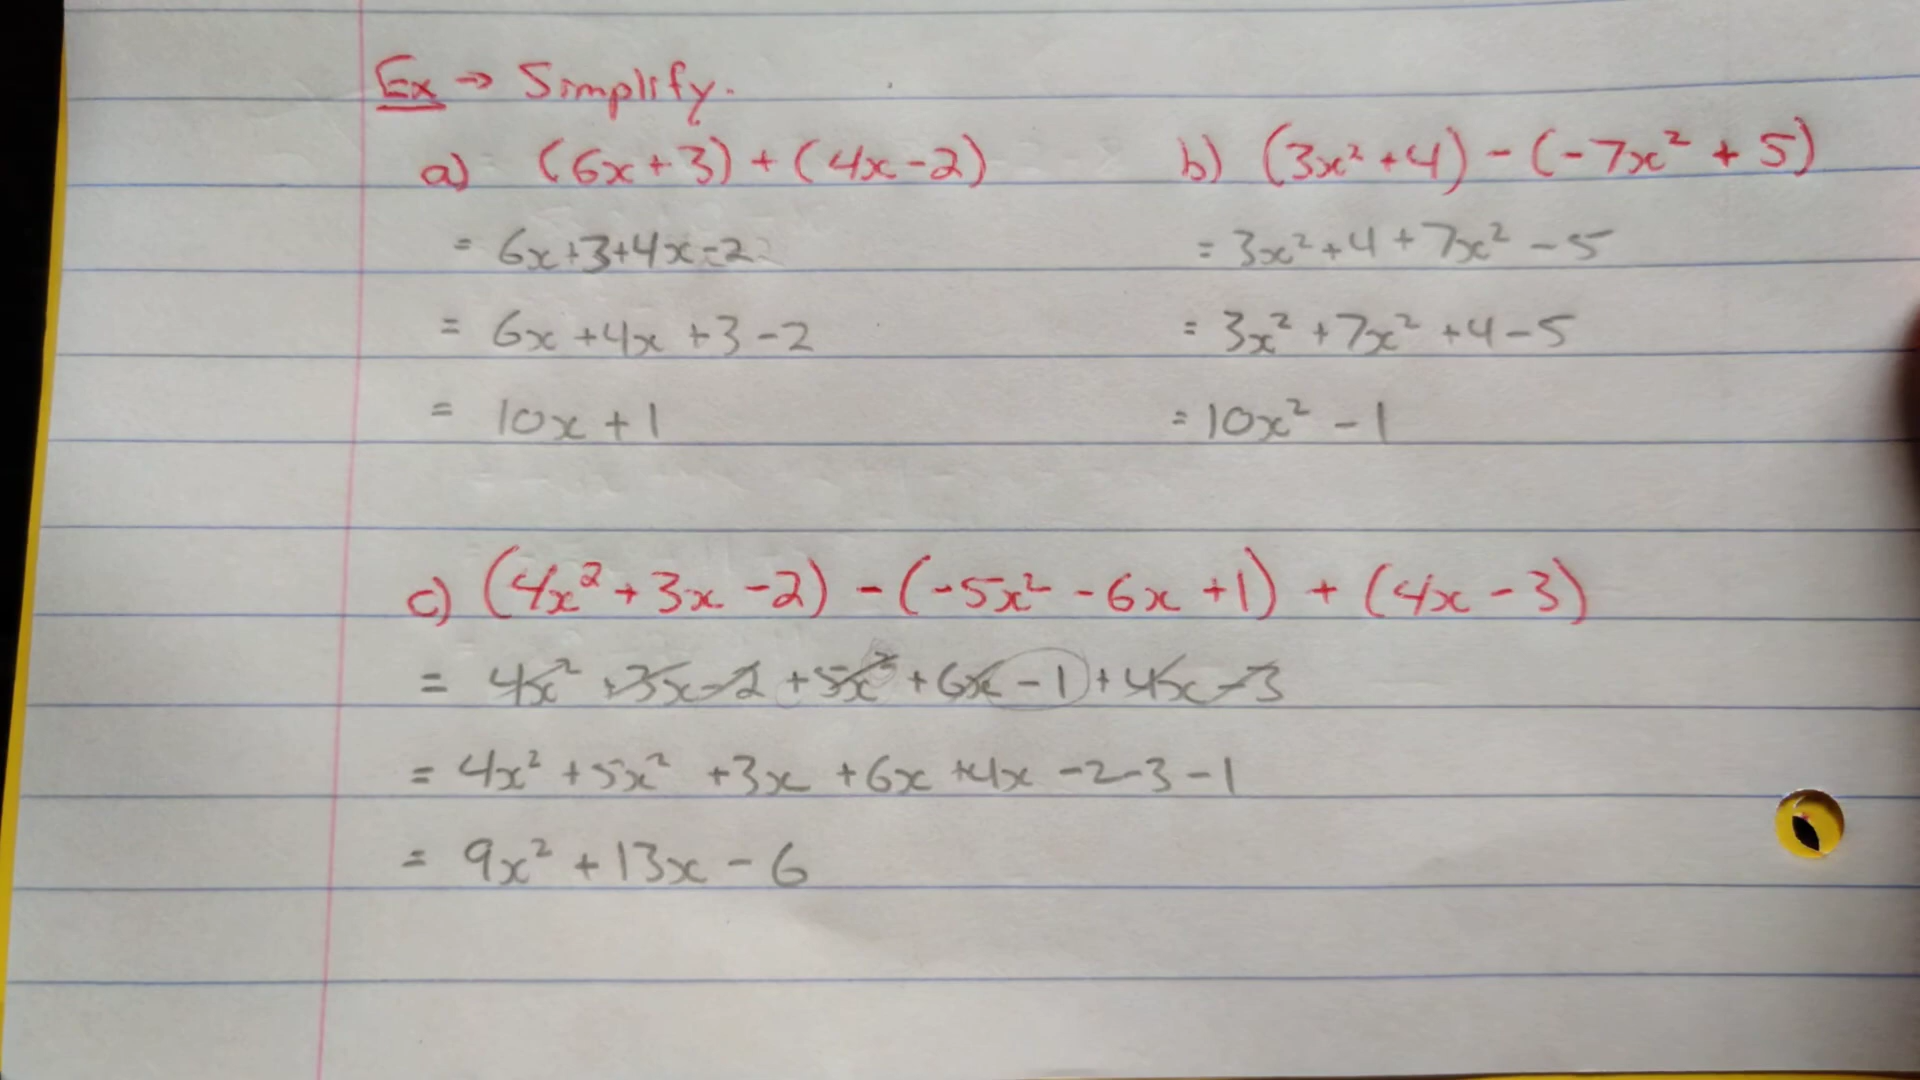 Ex → Simplify.
a) (6x+3)+(4x-2)
= 6x+3+4x-2
= 6x+4x+3-2
= 10x+1
b) (3x²+4)-(-7x²+5)
= 3x²+4+7x²-5
= 3x²+7x²+4-5
= 10x²-1
c) (4x²+3x-2)-(-5x²-6x+1)+(4x-3)
= 4x²+3x-2+5x²+6x-1+4x-3
= 4x²+5x²+3x+6x+4x-2-3-1
= 9x²+13x-6